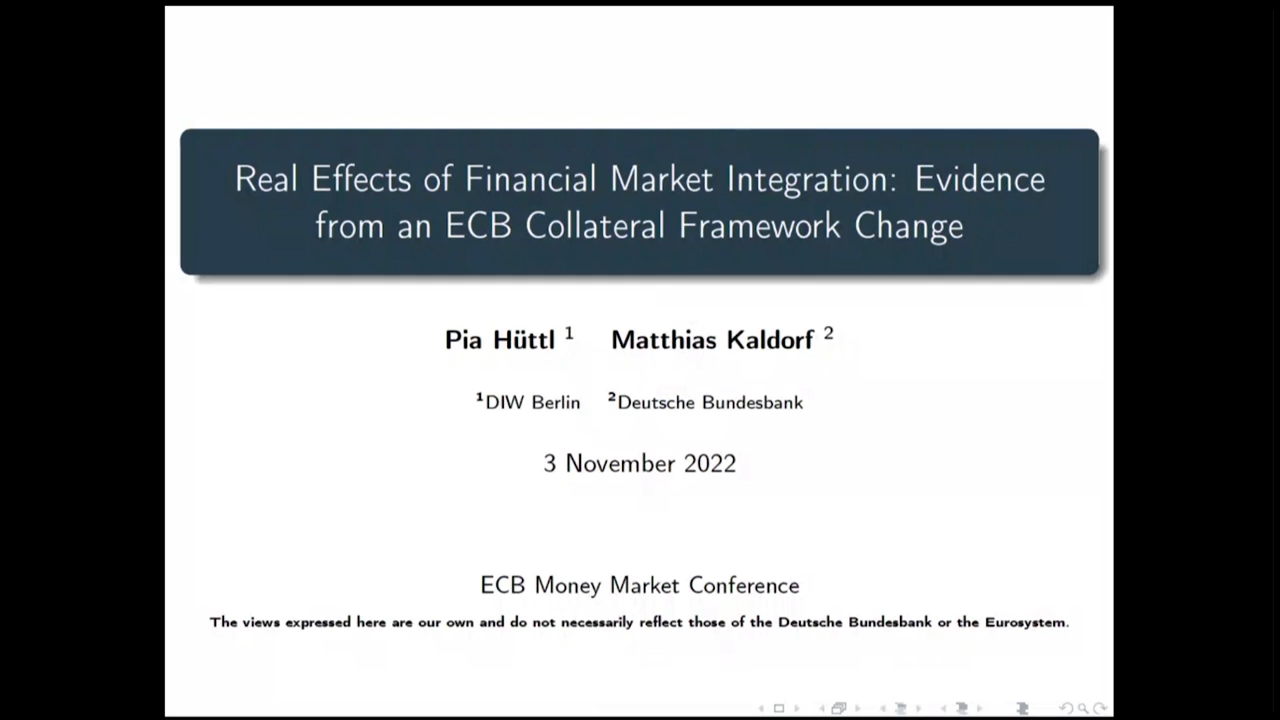 Real Effects of Financial Market Integration: Evidence
from an ECB Collateral Framework Change
Pia Hüttl ¹ Matthias Kaldorf ²
¹DIW Berlin ²Deutsche Bundesbank
3 November 2022
ECB Money Market Conference
The views expressed here are our own and do not necessarily reflect those of the Deutsche Bundesbank or the Eurosystem.